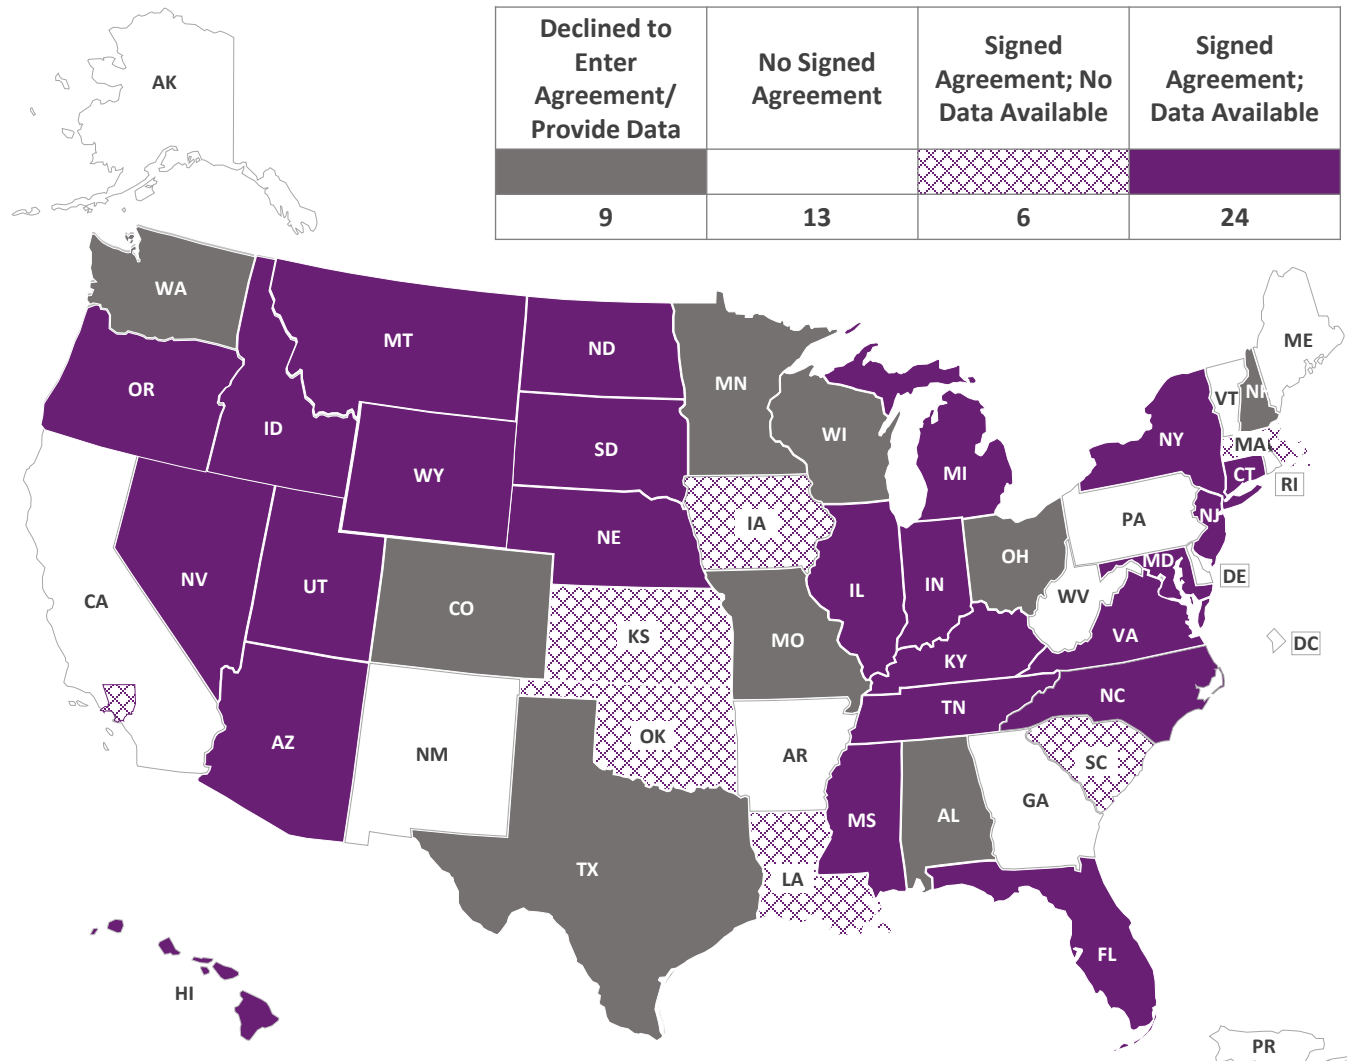 Declined to
Enter
Agreement/
Provide Data
No Signed
Agreement
Signed
Agreement; No
Data Available
Signed
Agreement;
Data Available
9
13
6
24
AK
WA
MT
ND
MN
ME
OR
ID
WY
SD
WI
MI
NY
VT
NH
MA
CT
RI
NV
UT
CO
NE
IA
IL
IN
OH
PA
NJ
DE
MD
WV
VA
DC
CA
KS
MO
KY
NC
TN
AZ
NM
OK
AR
SC
GA
MS
AL
TX
LA
FL
HI
PR